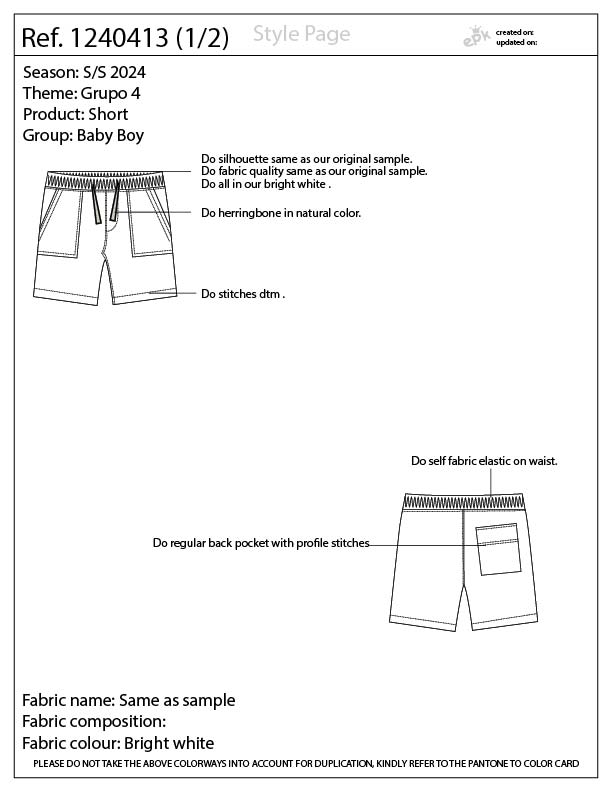 Ref. 1240413 (1/2)
Style Page
epk
created on:
updated on:
Season: S/S 2024
Theme: Grupo 4
Product: Short
Group: Baby Boy
Do silhouette same as our original sample.
Do fabric quality same as our original sample.
Do all in our bright white .
Do herringbone in natural color.
Do stitches dtm .
Do self fabric elastic on waist.
Do regular back pocket with profile stitches
Fabric name: Same as sample
Fabric composition:
Fabric colour: Bright white
PLEASE DO NOT TAKE THE ABOVE COLORWAYS INTO ACCOUNT FOR DUPLICATION, KINDLY REFER TO THE PANTONE TO COLOR CARD